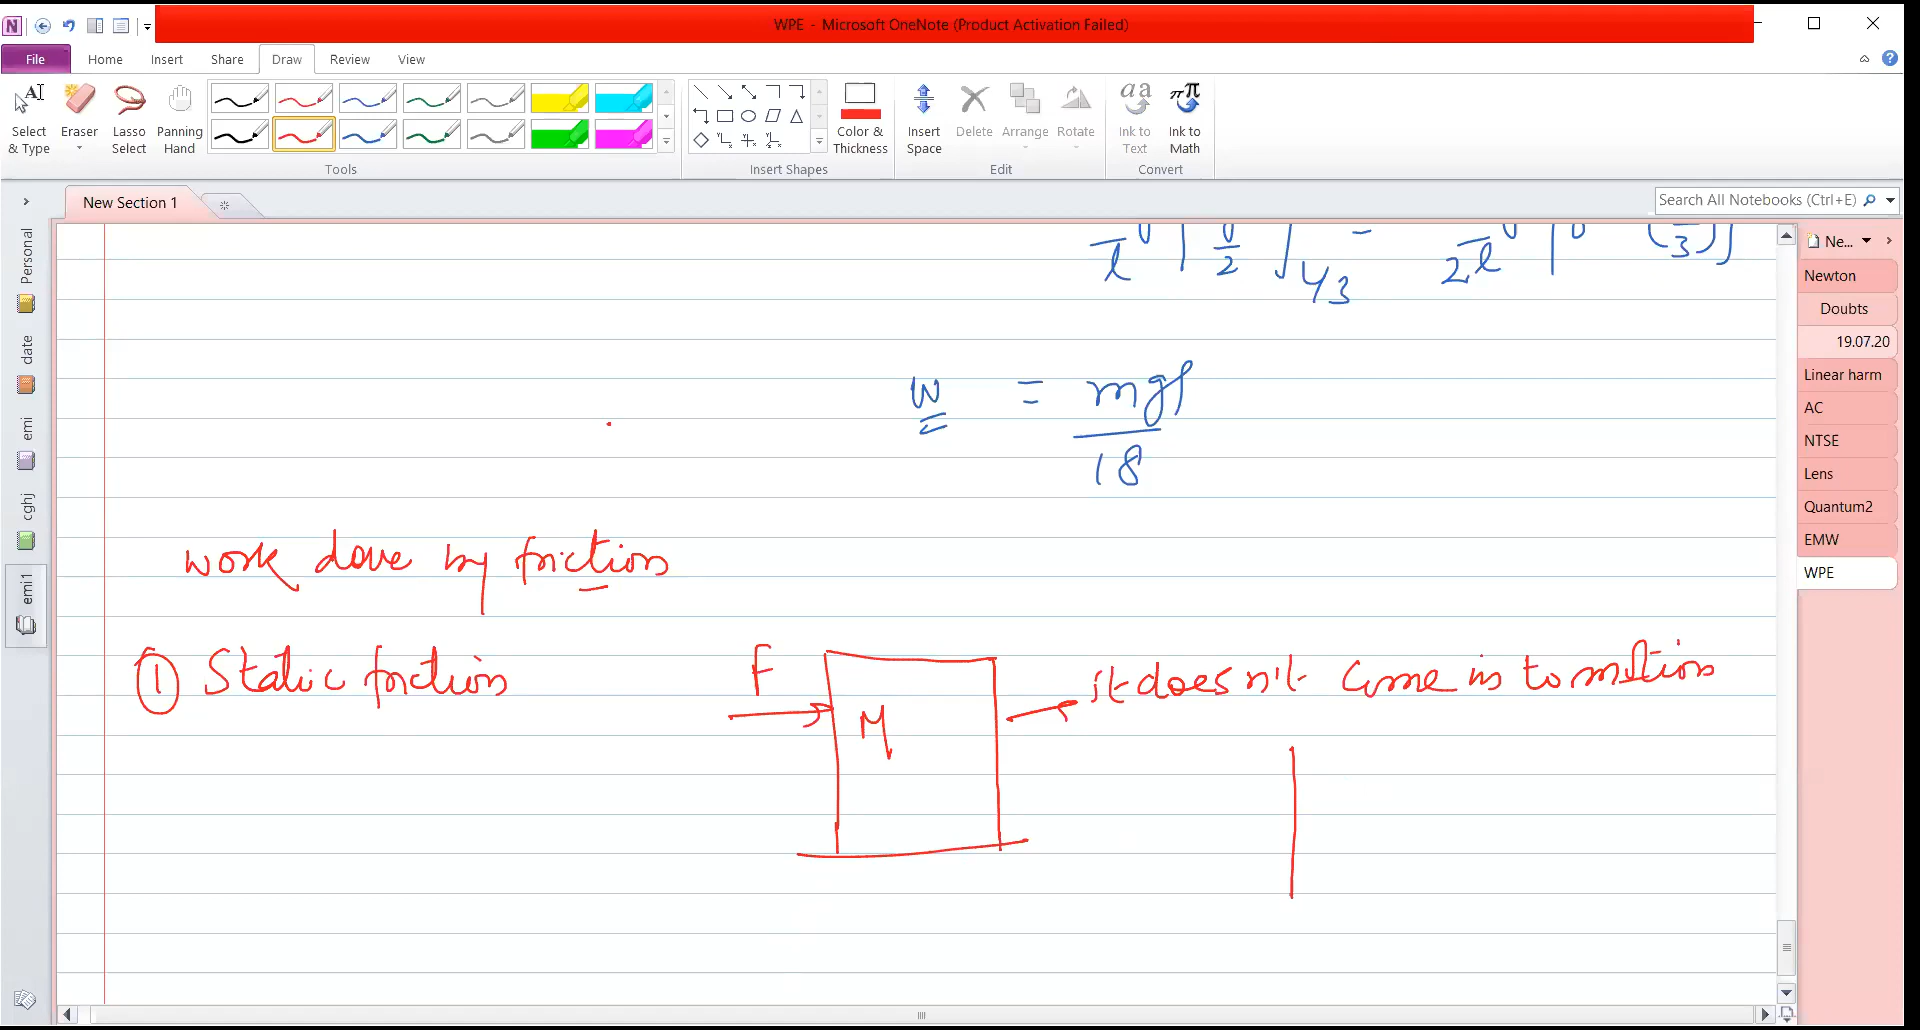 WPE - Microsoft OneNote (Product Activation Failed)
File Home Insert Share Draw Review View
Select & Type
Eraser
Lasso Select
Panning Hand
Color & Thickness
Insert Space
Delete
Arrange
Rotate
Ink to Text
Ink to Math
Tools
Insert Shapes
Edit
Convert
New Section 1
Search All Notebooks (Ctrl+E)
Personal
date
emi
cghj
emi1
Ne...
Newton
Doubts
19.07.20
Linear harm
AC
NTSE
Lens
Quantum2
EMW
WPE
w = mgl
18
work done by friction
① Static friction
F
M
it doesn't come in to motion